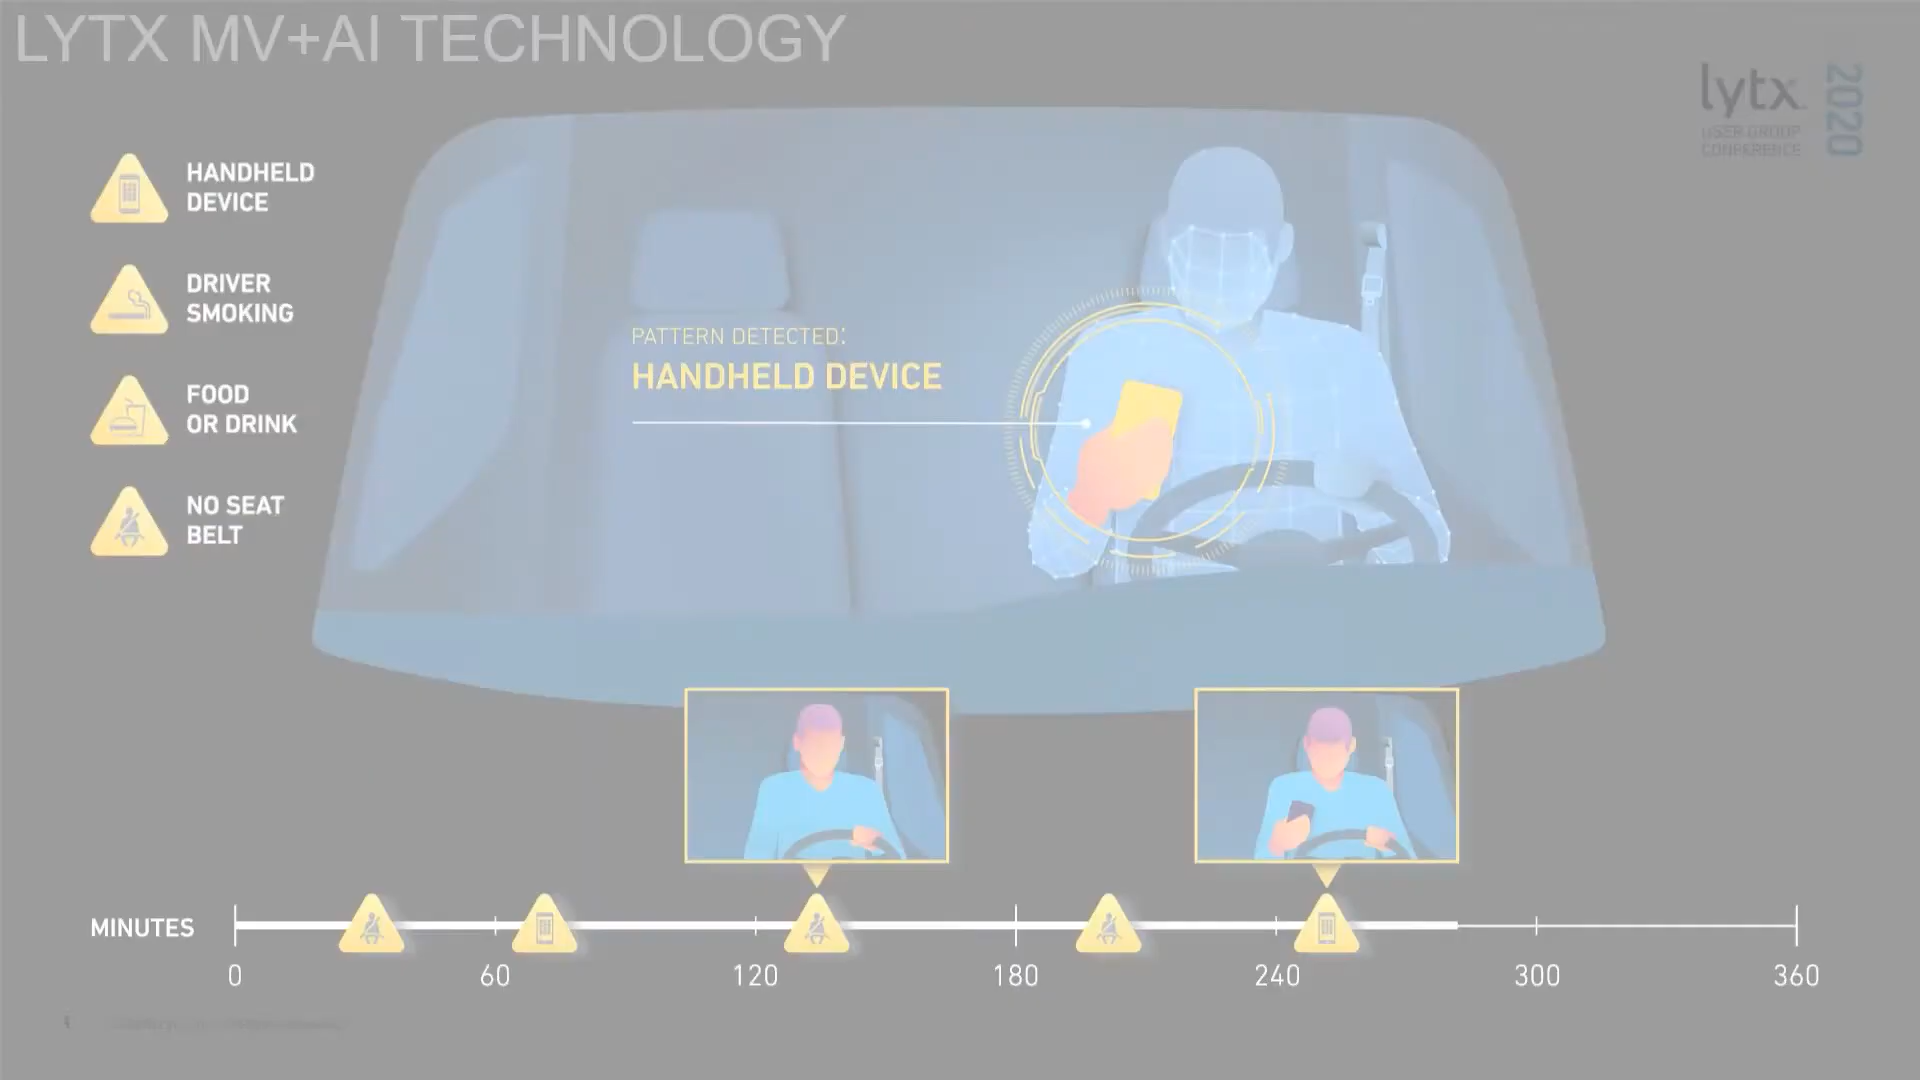 LYTX MV+AI TECHNOLOGY
lytx
USER GROUP
CONFERENCE
2020
HANDHELD
DEVICE
DRIVER
SMOKING
FOOD
OR DRINK
NO SEAT
BELT
PATTERN DETECTED:
HANDHELD DEVICE
MINUTES
0
60
120
180
240
300
360